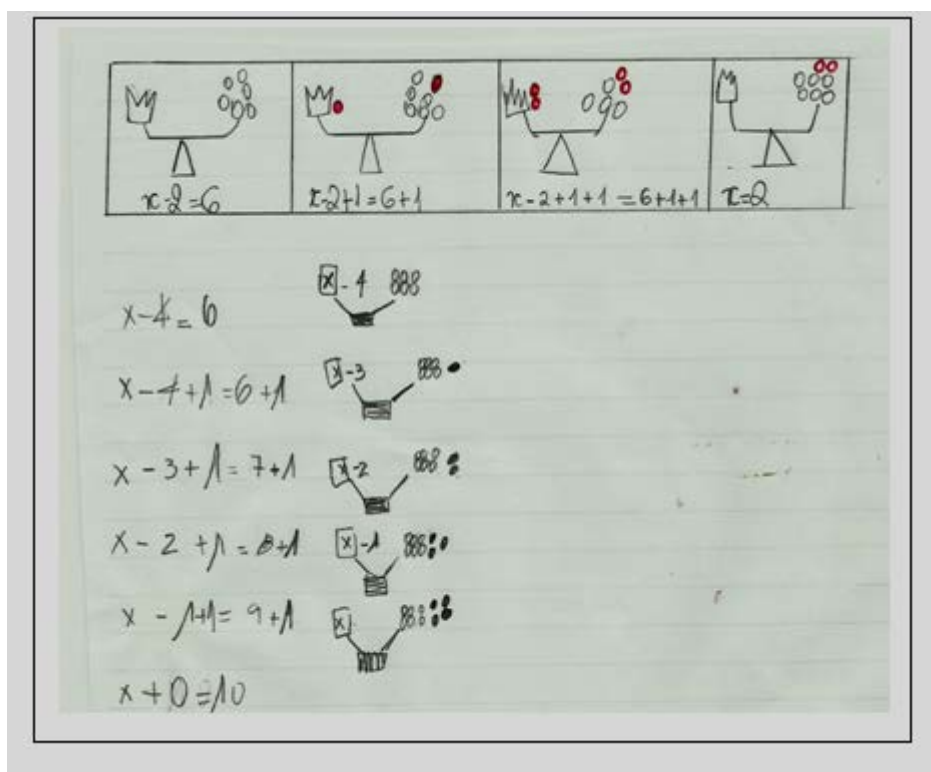 x-2=6
x-2+1=6+1
x-2+1+1=6+1+1
x=2
x-4=6
x -4
x-4+1=6+1
x -3
x-3+1=7+1
x -2
x-2+1=8+1
x -1
x-1+1=9+1
x
x+0=10